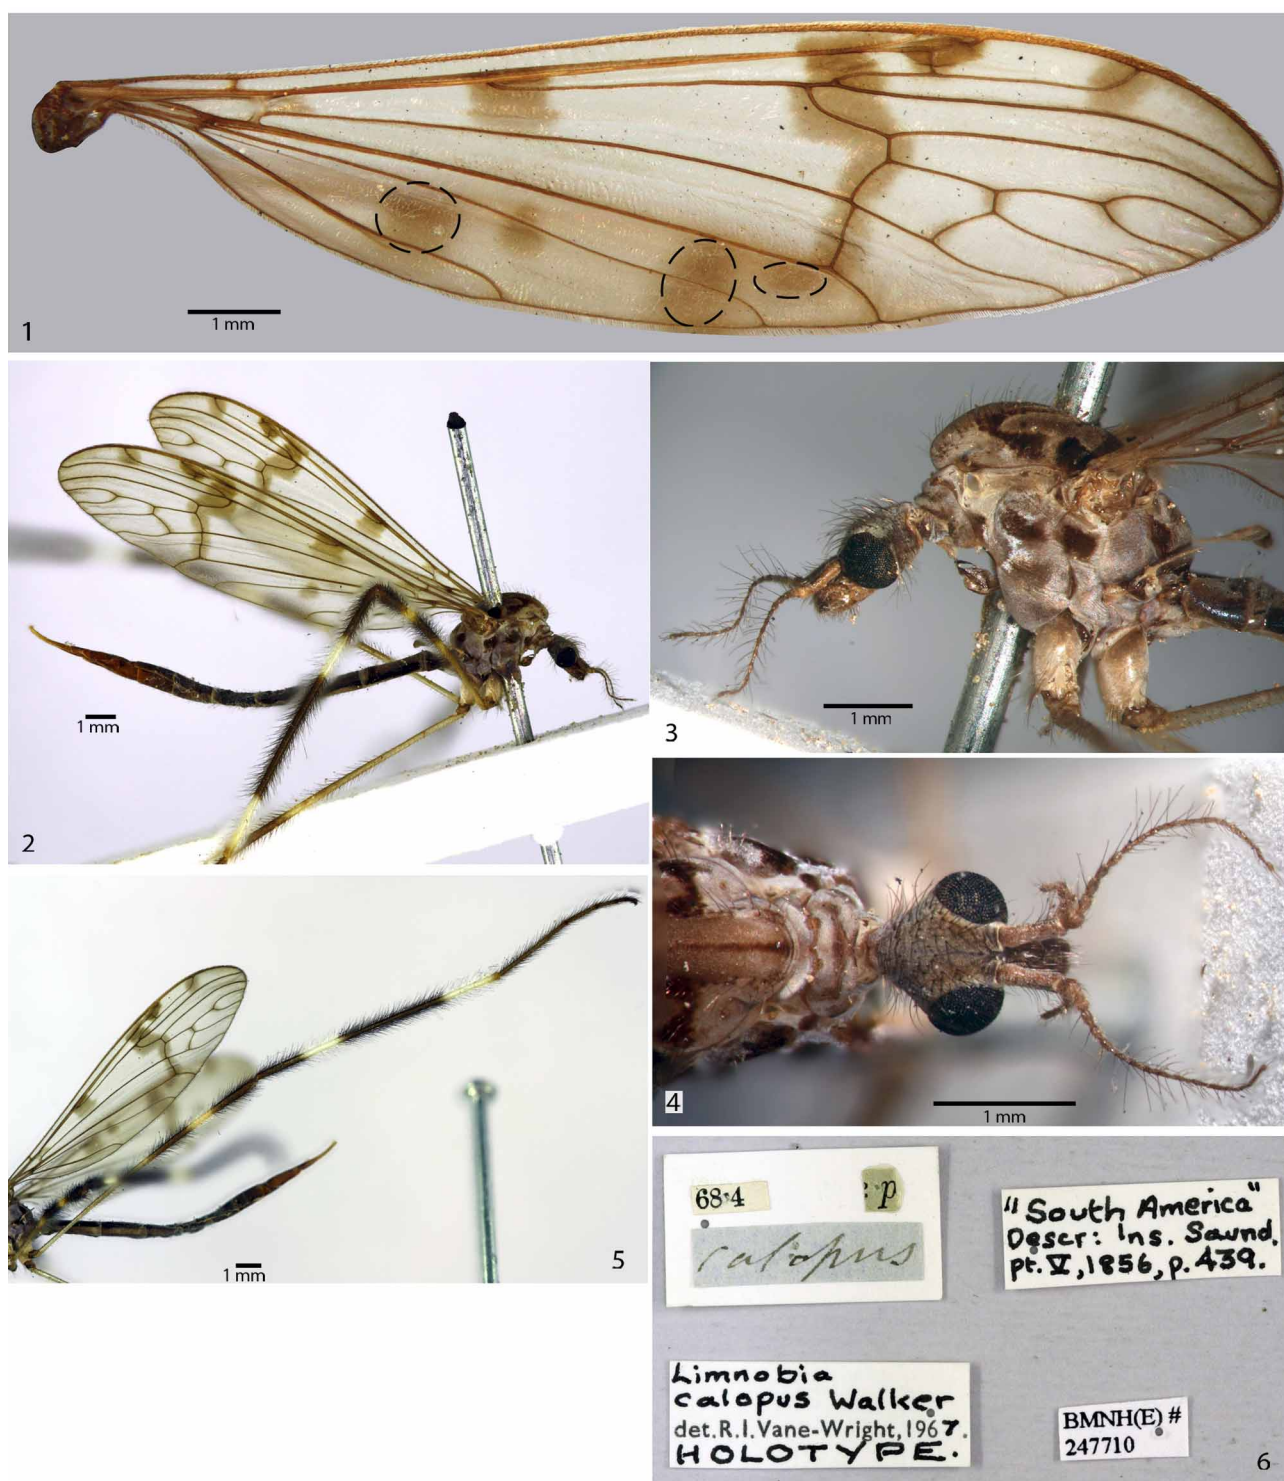 1 mm
1
1 mm
2
1 mm
3
1 mm
4
1 mm
5
68·4
: p
calopus
"South America"
Descr: Ins. Saund.
pt. V, 1856, p. 439.
Limnobia
calopus Walker
det. R.I. Vane-Wright, 1967.
HOLOTYPE.
BMNH(E) #
247710
6